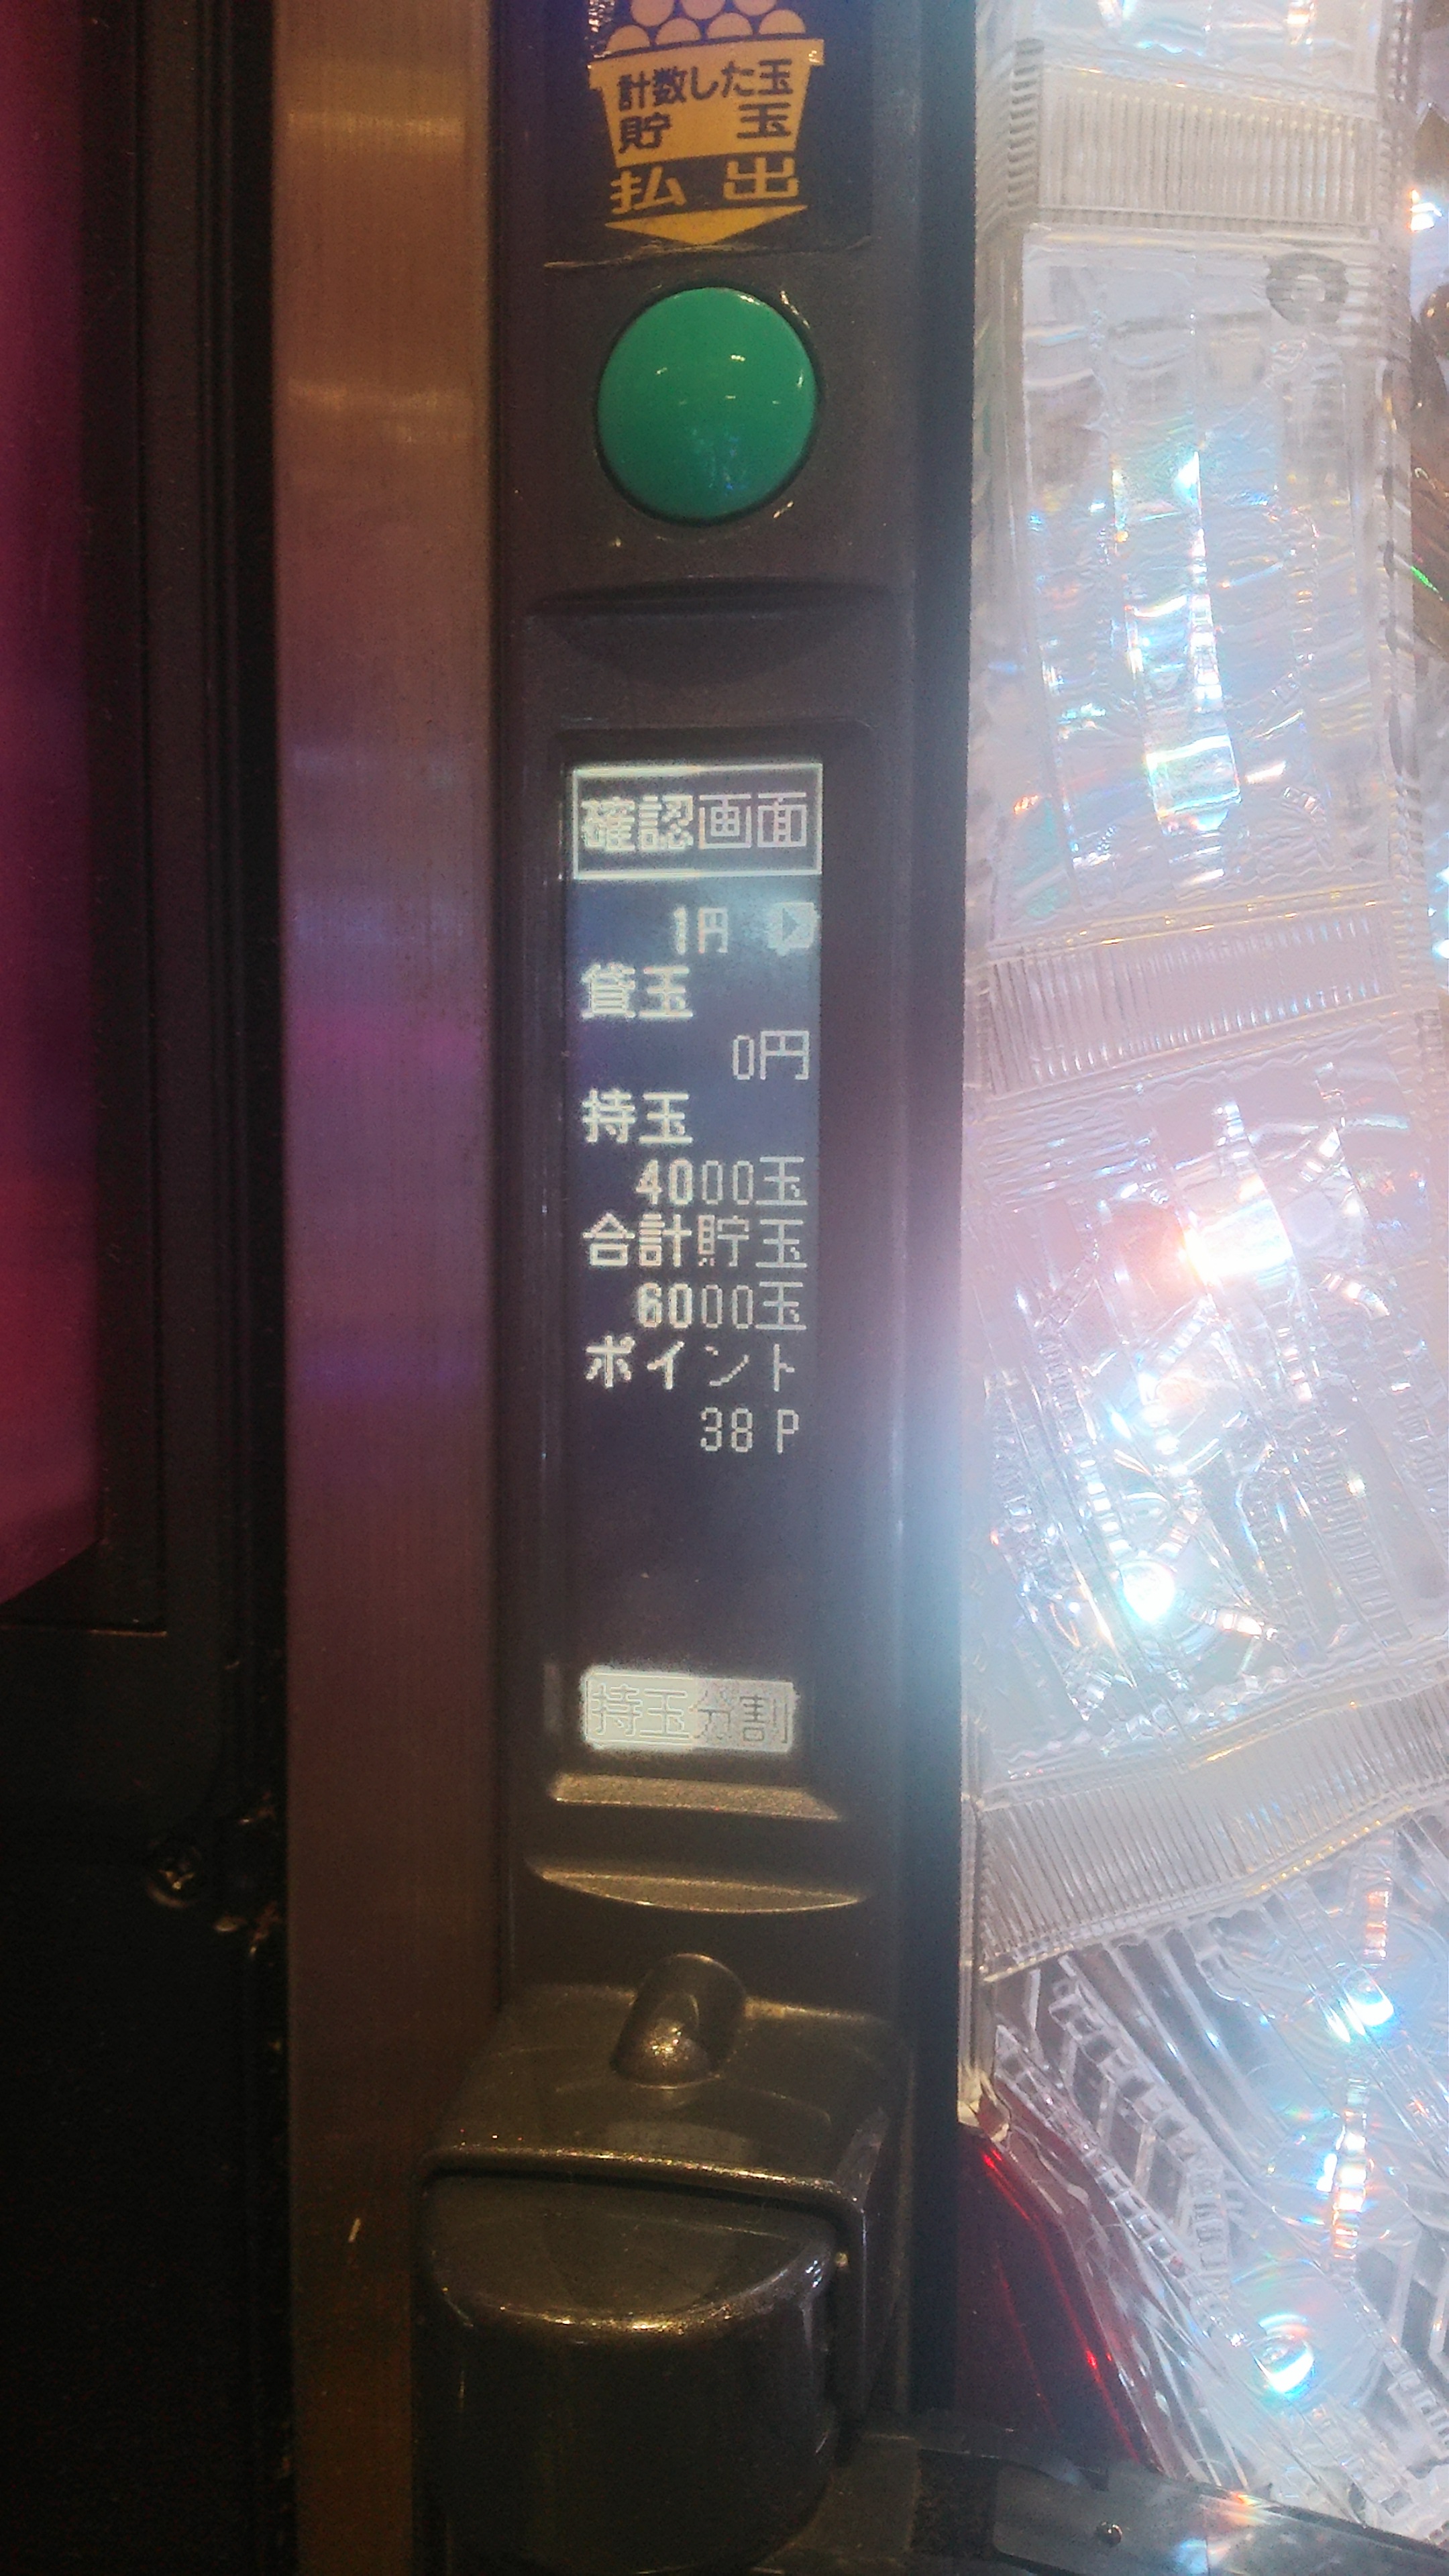 計数した玉
貯玉
払出
確認画面
1円
貸玉
0円
持玉
4000玉
合計貯玉
6000玉
ポイント
38 P
持玉分割